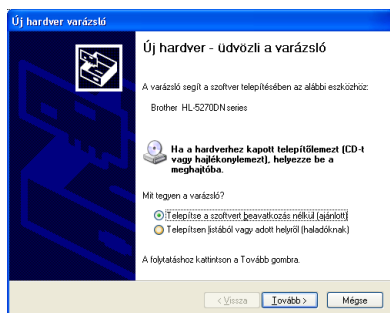 Új hardver varázsló
Új hardver - üdvözli a varázsló
A varázsló segít a szoftver telepítésében az alábbi eszközhöz:
Brother HL-5270DN series
Ha a hardverhez kapott telepítőlemezt (CD-t
vagy hajlékonylemezt), helyezze be a
meghajtóba.
Mit tegyen a varázsló?
Telepítse a szoftvert beavatkozás nélkül (ajánlott)
Telepítsen listából vagy adott helyről (haladóknak)
A folytatáshoz kattintson a Tovább gombra.
< Vissza
Tovább >
Mégse